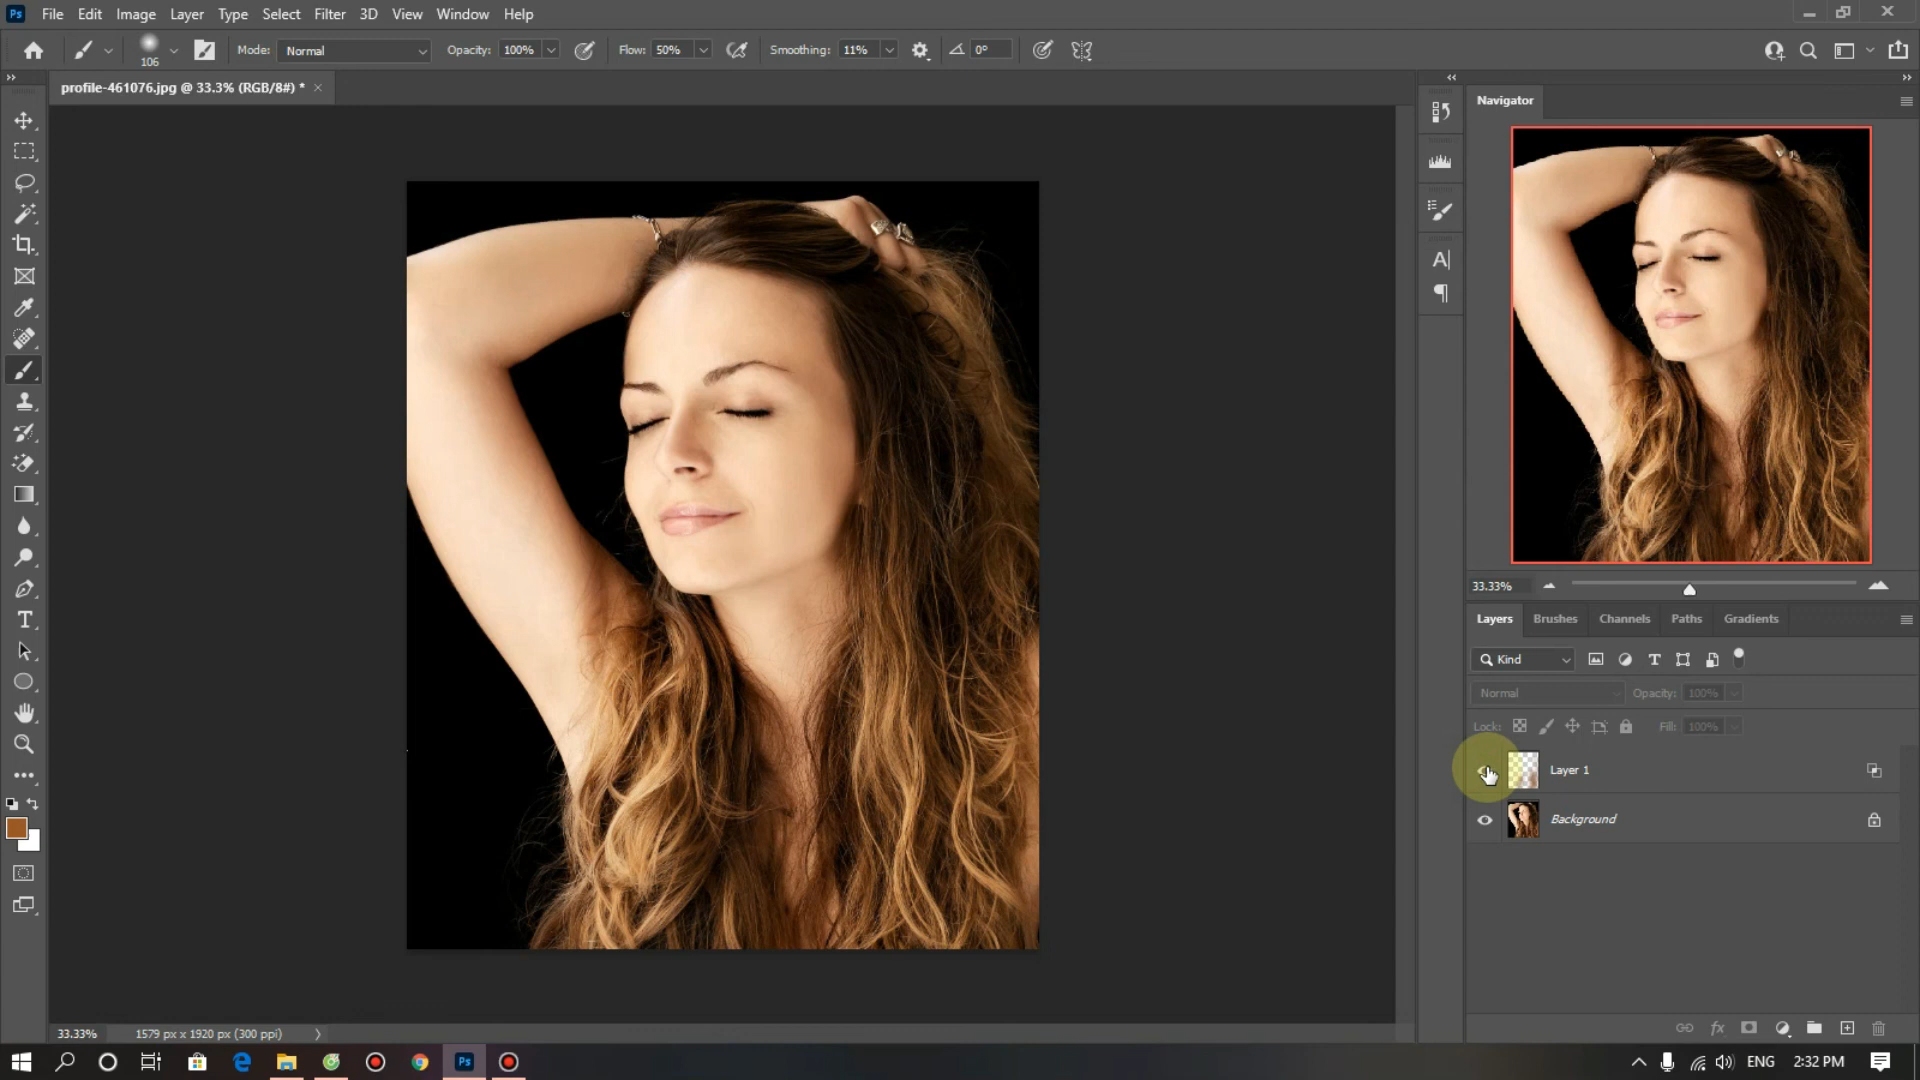 Ps File Edit Image Layer Type Select Filter 3D View Window Help
106 Mode: Normal Opacity: 100% Flow: 50% Smoothing: 11% 0°
profile-461076.jpg @ 33.3% (RGB/8#) * ×
Navigator
33.33%
Layers Brushes Channels Paths Gradients
Kind
Normal Opacity: 100%
Lock: Fill: 100%
Layer 1
Background
fx
33.33% 1579 px x 1920 px (300 ppi)
Ps ENG 2:32 PM